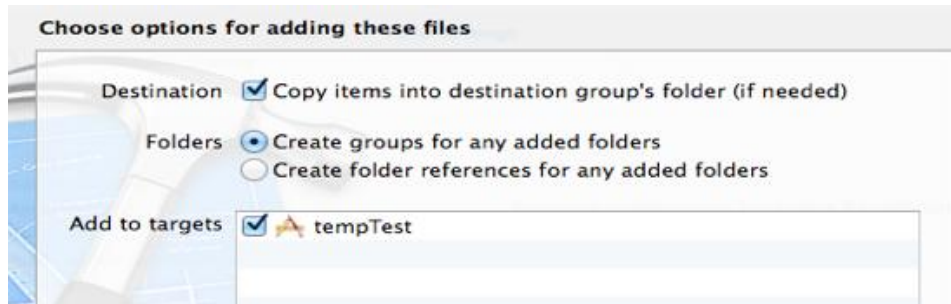 Choose options for adding these files
Destination Copy items into destination group's folder (if needed)
Folders Create groups for any added folders
Create folder references for any added folders
Add to targets tempTest